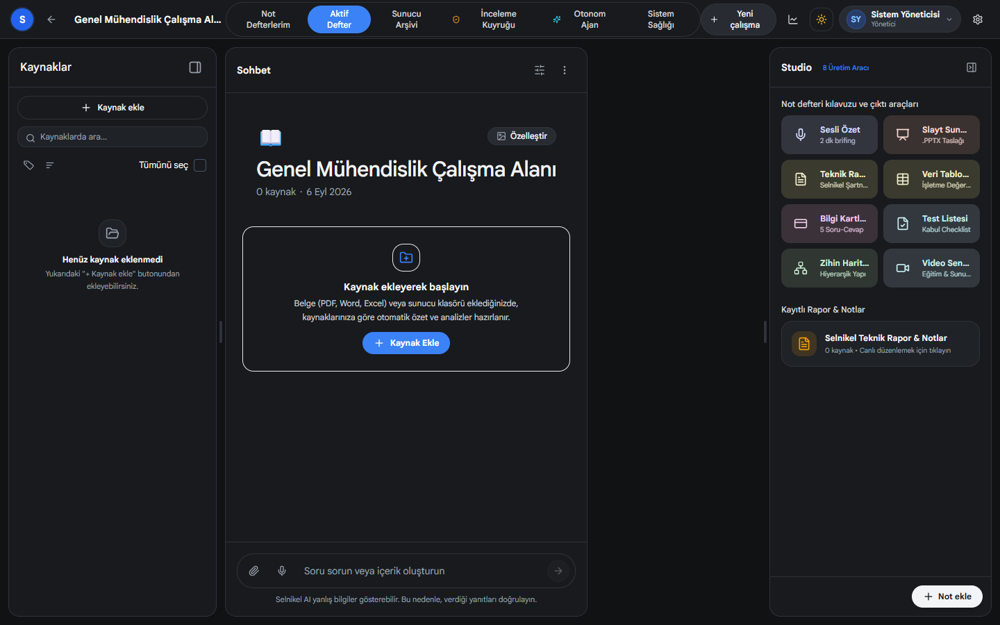 S
Genel Mühendislik Çalışma Al...
Not
Defterlerim
Aktif
Defter
Sunucu
Arşivi
İnceleme
Kuyruğu
Otonom
Ajan
Sistem
Sağlığı
Yeni
çalışma
SY
Sistem Yöneticisi
Yönetici
Kaynaklar
Kaynak ekle
Kaynaklarda ara...
Tümünü seç
Henüz kaynak eklenmedi
Yukarıdaki "+ Kaynak ekle" butonundan
ekleyebilirsiniz.
Sohbet
Özelleştir
Genel Mühendislik Çalışma Alanı
0 kaynak · 6 Eyl 2026
Kaynak ekleyerek başlayın
Belge (PDF, Word, Excel) veya sunucu klasörü eklediğinizde,
kaynaklarınıza göre otomatik özet ve analizler hazırlanır.
Kaynak Ekle
Soru sorun veya içerik oluşturun
Selnikel AI yanlış bilgiler gösterebilir. Bu nedenle, verdiği yanıtları doğrulayın.
Studio
8 Üretim Aracı
Not defteri kılavuzu ve çıktı araçları
Sesli Özet
2 dk brifing
Slayt Sun...
.PPTX Taslağı
Teknik Ra...
Selnikel Şartn...
Veri Tablo...
İşletme Değer...
Bilgi Kartl...
5 Soru-Cevap
Test Listesi
Kabul Checklist
Zihin Harit...
Hiyerarşik Yapı
Video Sen...
Eğitim & Sunu...
Kayıtlı Rapor & Notlar
Selnikel Teknik Rapor & Notlar
0 kaynak • Canlı düzenlemek için tıklayın
Not ekle